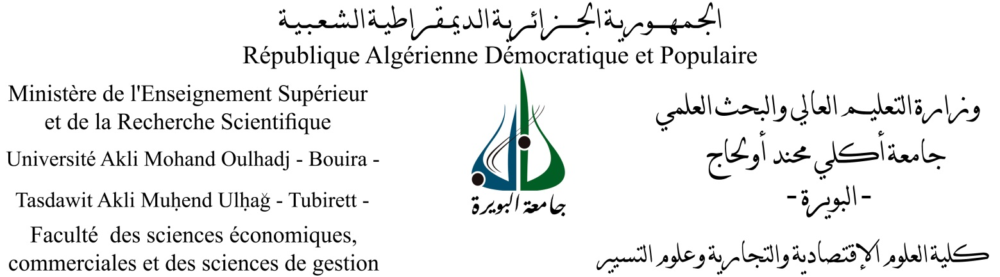 الجمهورية الجزائرية الديمقراطية الشعبية
République Algérienne Démocratique et Populaire
Ministère de l'Enseignement Supérieur
et de la Recherche Scientifique
Université Akli Mohand Oulhadj - Bouira -
Tasdawit Akli Muḥend Ulḥaǧ - Tubirett -
Faculté des sciences économiques,
commerciales et des sciences de gestion
جامعة البويرة
وزارة التعليم العالي والبحث العلمي
جامعة أكلي محند أولحاج
- البويرة -
كلية العلوم الإقتصادية والتجارية وعلوم التسيير